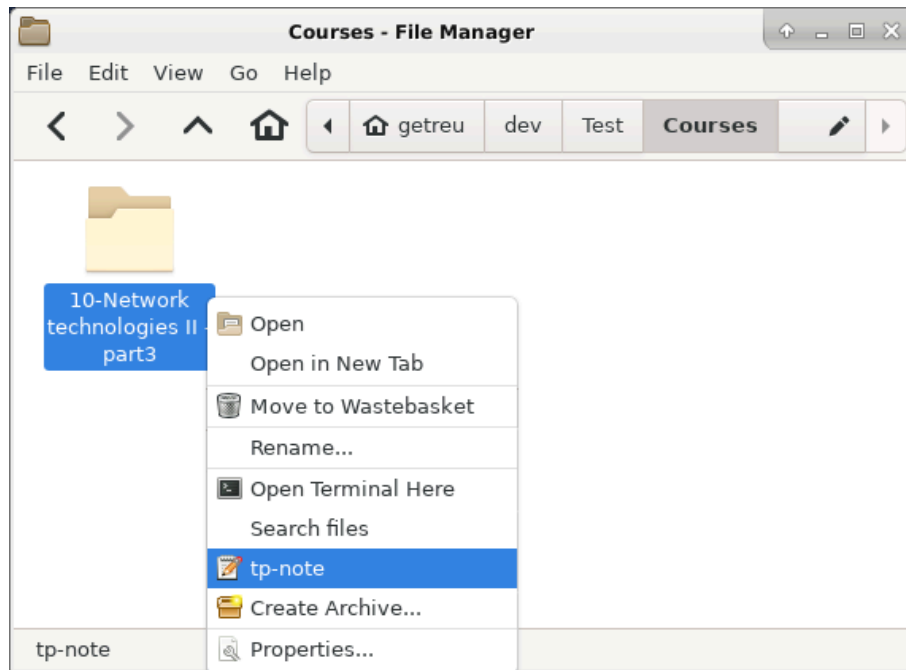 Courses - File Manager
File Edit View Go Help
getreu dev Test Courses
10-Network
technologies II -
part3
Open
Open in New Tab
Move to Wastebasket
Rename...
Open Terminal Here
Search files
tp-note
Create Archive...
Properties...
tp-note